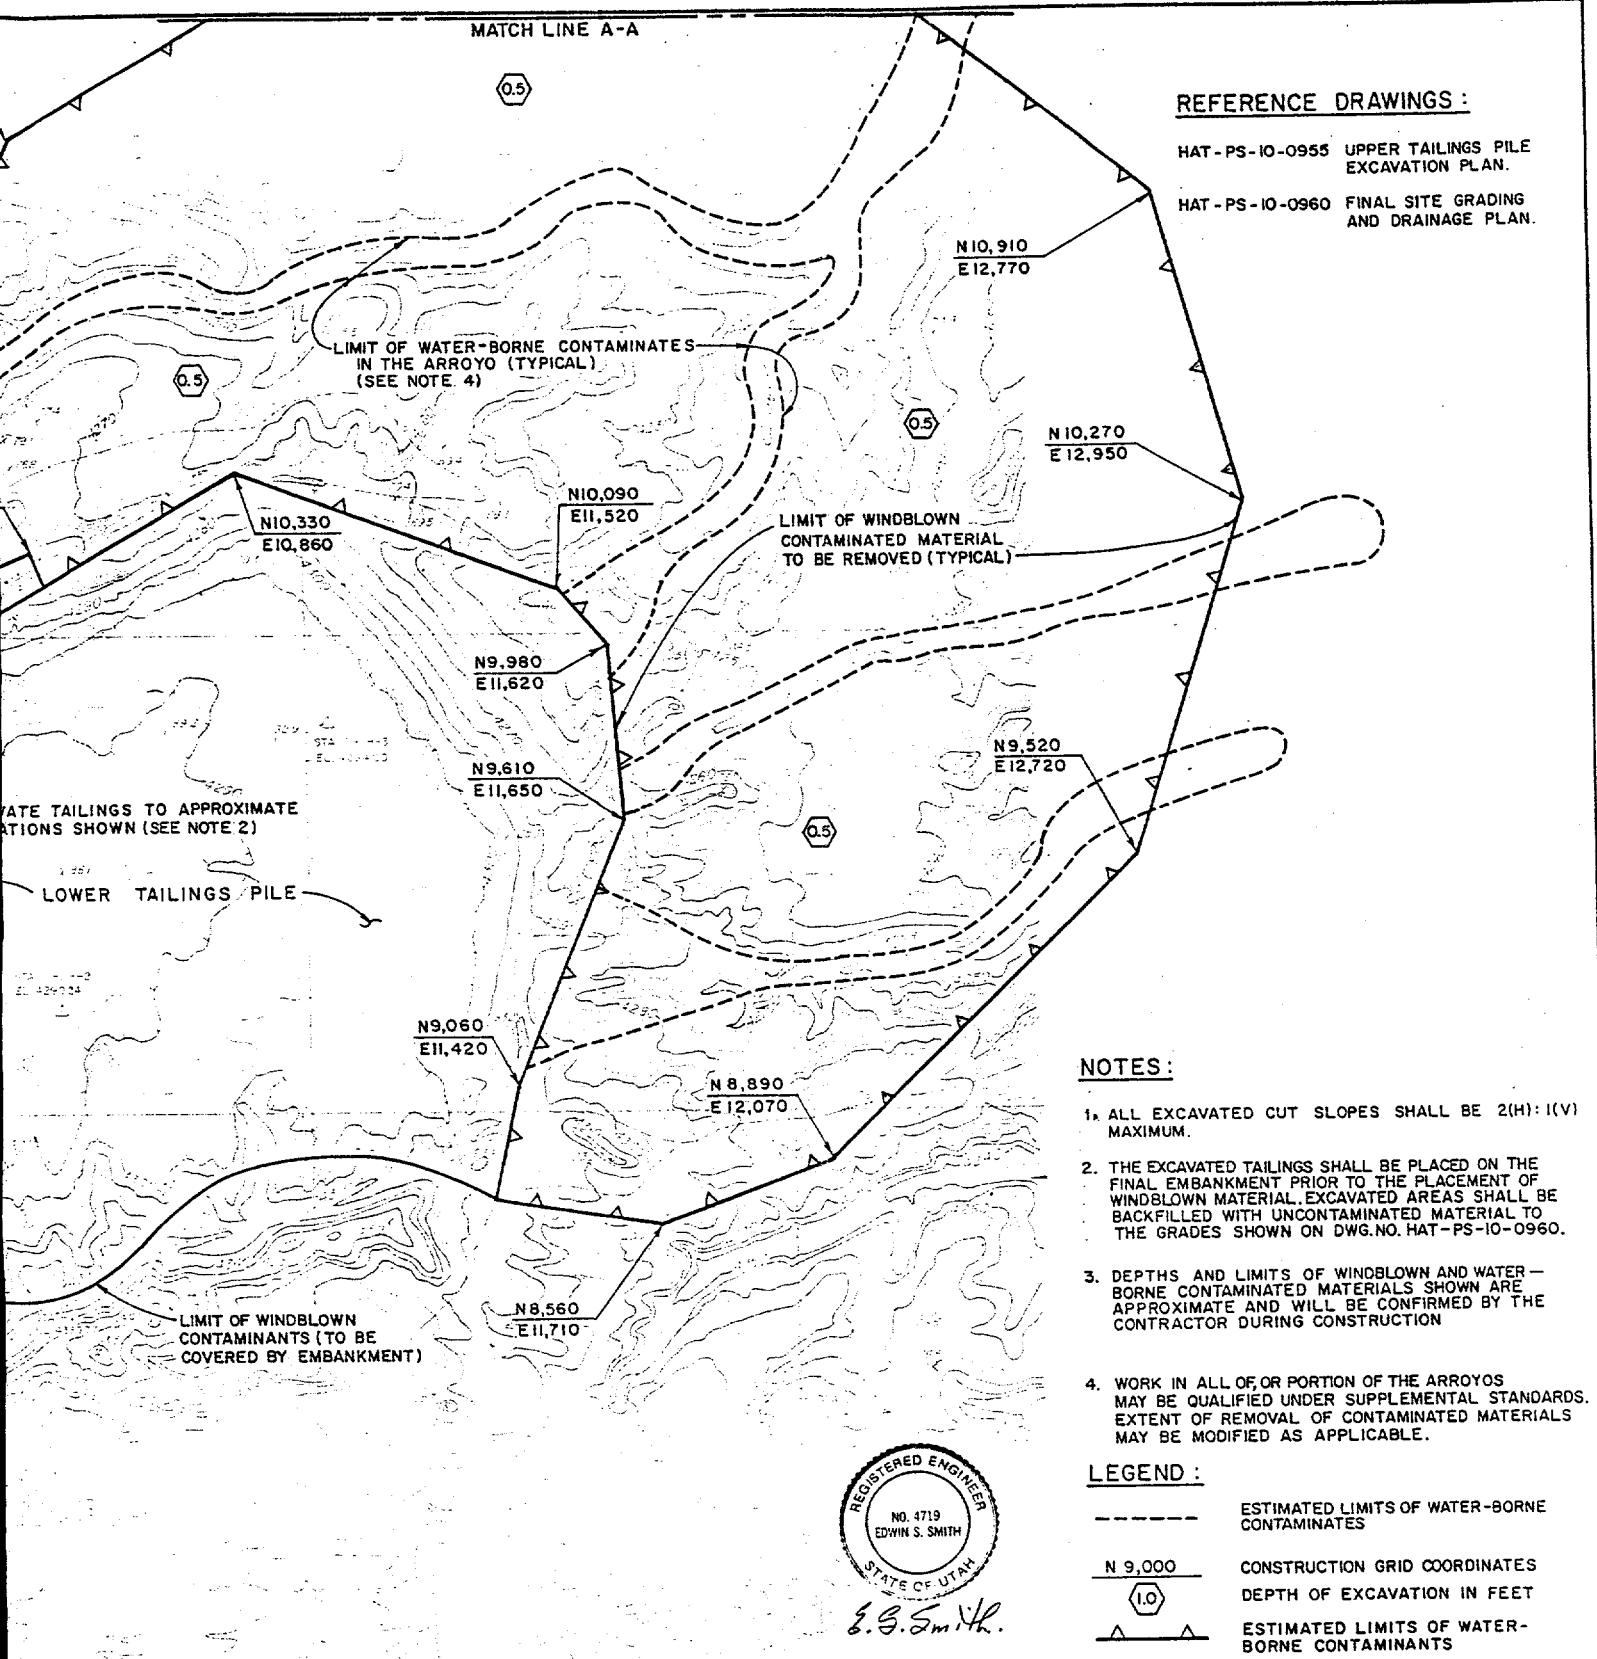 MATCH LINE A-A
0.5
REFERENCE DRAWINGS :
HAT-PS-10-0955 UPPER TAILINGS PILE
EXCAVATION PLAN.
HAT-PS-10-0960 FINAL SITE GRADING
AND DRAINAGE PLAN.
N10,910
E12,770
LIMIT OF WATER-BORNE CONTAMINATES
IN THE ARROYO (TYPICAL)
(SEE NOTE 4)
0.5
0.5
N10,270
E12,950
N10,090
E11,520
N10,330
E10,860
LIMIT OF WINDBLOWN
CONTAMINATED MATERIAL
TO BE REMOVED (TYPICAL)
N9,980
E11,620
N9,610
E11,650
N9,520
E12,720
VATE TAILINGS TO APPROXIMATE
ATIONS SHOWN (SEE NOTE 2)
0.5
LOWER TAILINGS PILE
N9,060
E11,420
N8,890
E12,070
N8,560
E11,710
LIMIT OF WINDBLOWN
CONTAMINANTS (TO BE
COVERED BY EMBANKMENT)
NOTES:
1. ALL EXCAVATED CUT SLOPES SHALL BE 2(H):1(V)
MAXIMUM.
2. THE EXCAVATED TAILINGS SHALL BE PLACED ON THE
FINAL EMBANKMENT PRIOR TO THE PLACEMENT OF
WINDBLOWN MATERIAL. EXCAVATED AREAS SHALL BE
BACKFILLED WITH UNCONTAMINATED MATERIAL TO
THE GRADES SHOWN ON DWG.NO. HAT-PS-10-0960.
3. DEPTHS AND LIMITS OF WINDBLOWN AND WATER-
BORNE CONTAMINATED MATERIALS SHOWN ARE
APPROXIMATE AND WILL BE CONFIRMED BY THE
CONTRACTOR DURING CONSTRUCTION
4. WORK IN ALL OF, OR PORTION OF THE ARROYOS
MAY BE QUALIFIED UNDER SUPPLEMENTAL STANDARDS.
EXTENT OF REMOVAL OF CONTAMINATED MATERIALS
MAY BE MODIFIED AS APPLICABLE.
REGISTERED ENGINEER
NO. 4719
EDWIN S. SMITH
STATE OF UTAH
E.S. Smith.
LEGEND :
ESTIMATED LIMITS OF WATER-BORNE
CONTAMINATES
N 9,000 CONSTRUCTION GRID COORDINATES
1.0 DEPTH OF EXCAVATION IN FEET
ESTIMATED LIMITS OF WATER-
BORNE CONTAMINANTS